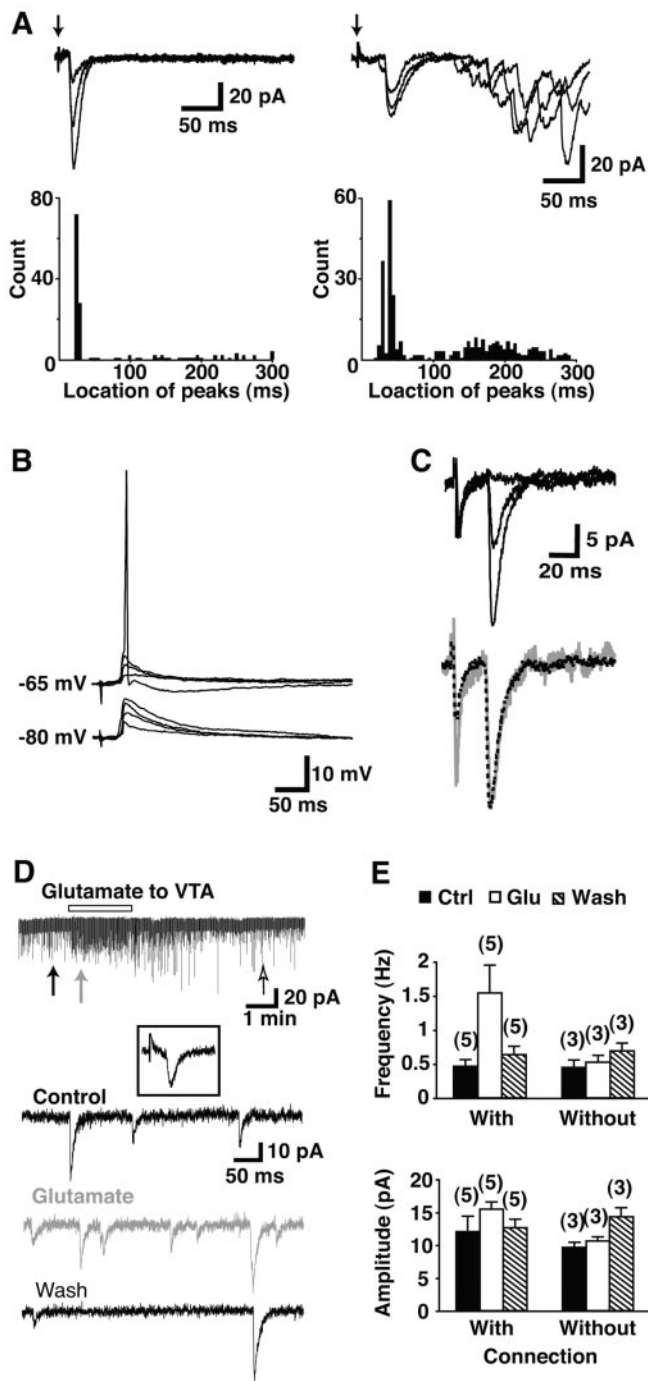 A
20 pA
50 ms
20 pA
50 ms
80
40
0
Count
100 200 300
Location of peaks (ms)
60
30
0
Count
100 200 300
Loaction of peaks (ms)
B
-65 mV
-80 mV
10 mV
50 ms
C
5 pA
20 ms
D
Glutamate to VTA
20 pA
1 min
Control
10 pA
50 ms
Glutamate
Wash
E
Ctrl Glu Wash
2
1.5
1
0.5
0
Frequency (Hz)
(5) (5) (5) (3) (3) (3)
With Without
20
15
10
5
0
Amplitude (pA)
(5) (5) (5) (3) (3) (3)
With Without
Connection